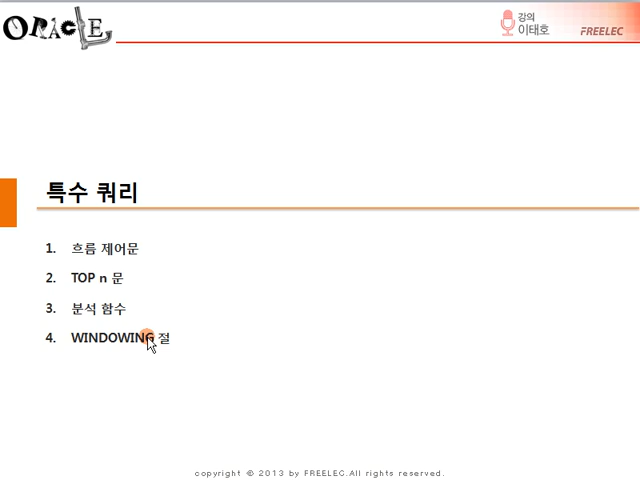 ORACLE
강의
이태호
FREELEC
특수 쿼리
1. 흐름 제어문
2. TOP n 문
3. 분석 함수
4. WINDOWING 절
copyright © 2013 by FREELEC.All rights reserved.